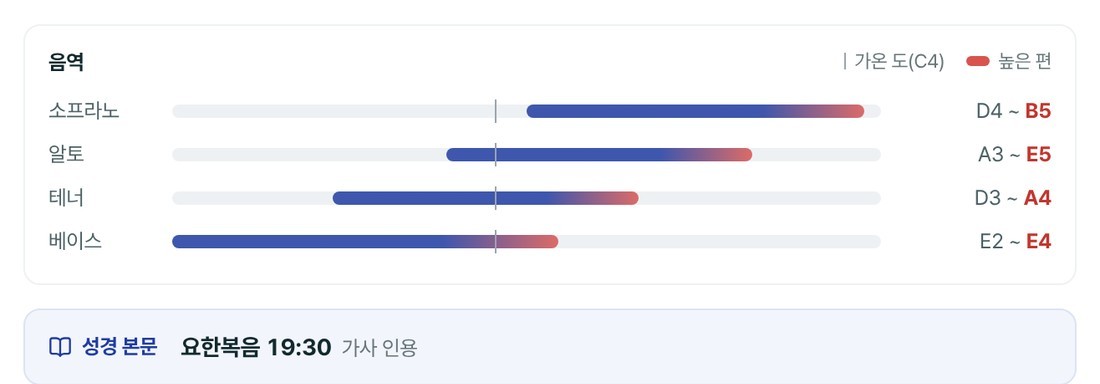 음역 | 가온 도(C4) 높은 편
소프라노 D4 ~ B5
알토 A3 ~ E5
테너 D3 ~ A4
베이스 E2 ~ E4
성경 본문 요한복음 19:30 가사 인용